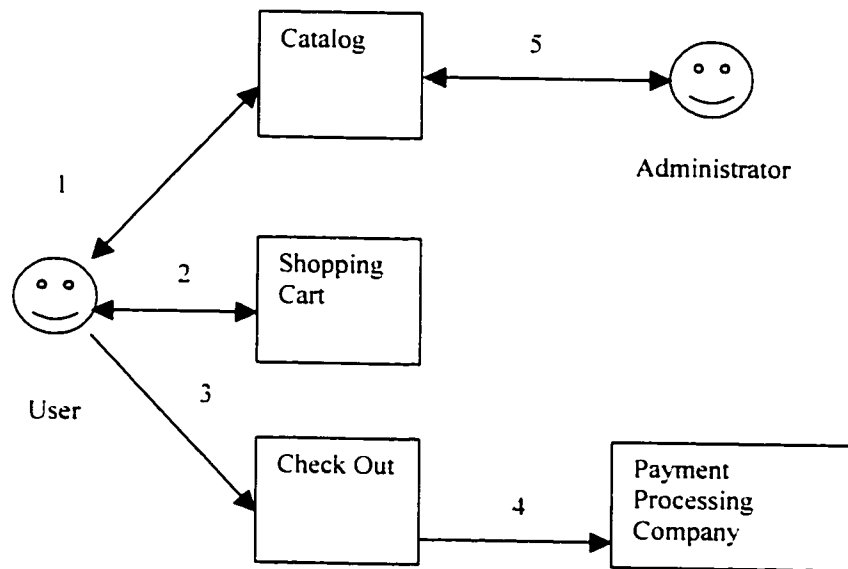 Catalog
5
Administrator
1
Shopping
Cart
2
User
3
Check Out
4
Payment
Processing
Company